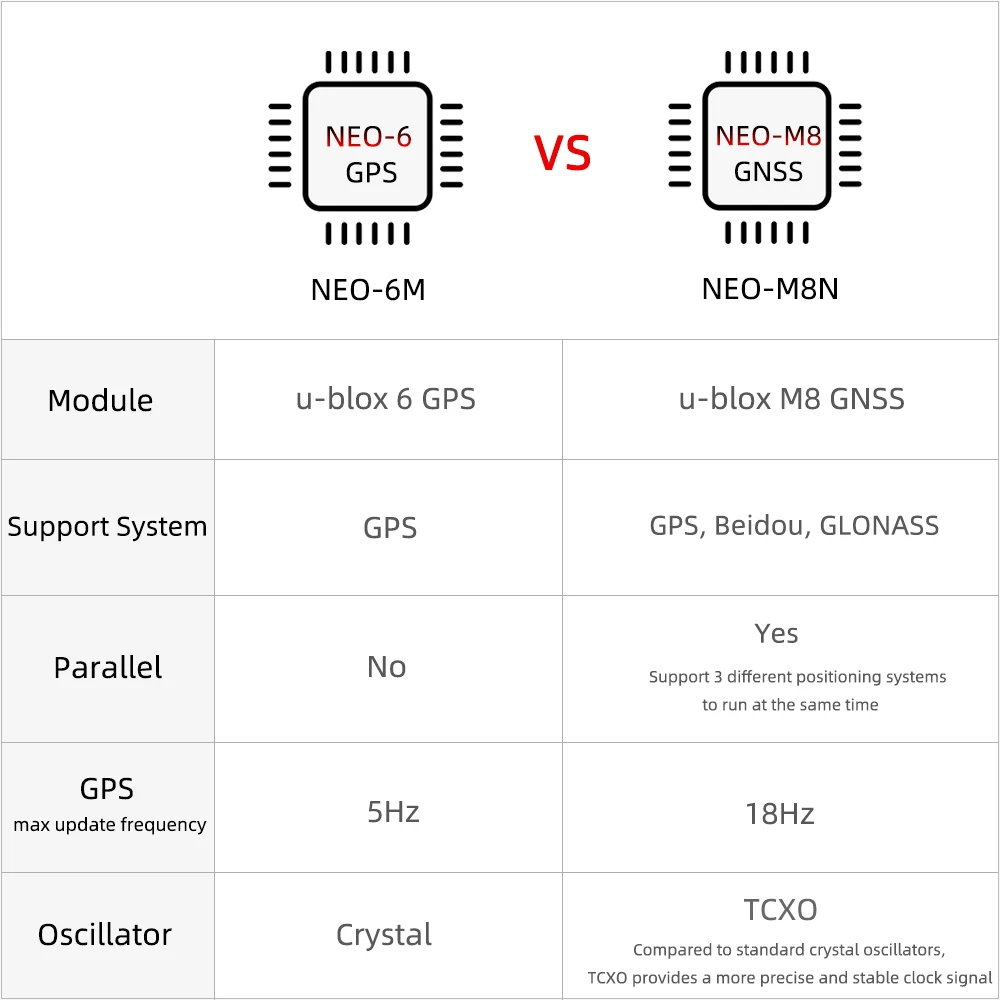 NEO-6
GPS
VS
NEO-M8
GNSS
NEO-6M
NEO-M8N
Module
u-blox 6 GPS
u-blox M8 GNSS
Support System
GPS
GPS, Beidou, GLONASS
Parallel
No
Yes
Support 3 different positioning systems
to run at the same time
GPS
max update frequency
5Hz
18Hz
Oscillator
Crystal
TCXO
Compared to standard crystal oscillators,
TCXO provides a more precise and stable clock signal